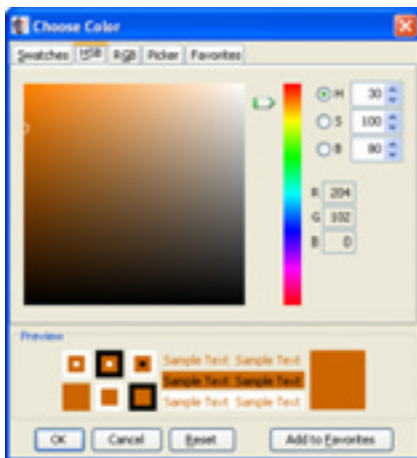 Choose Color
Swatches HSB RGB Picker Favorites
H 30
S 100
B 80
R 204
G 102
B 0
Preview
Sample Text Sample Text
Sample Text Sample Text
Sample Text Sample Text
OK Cancel Reset Add to Favorites